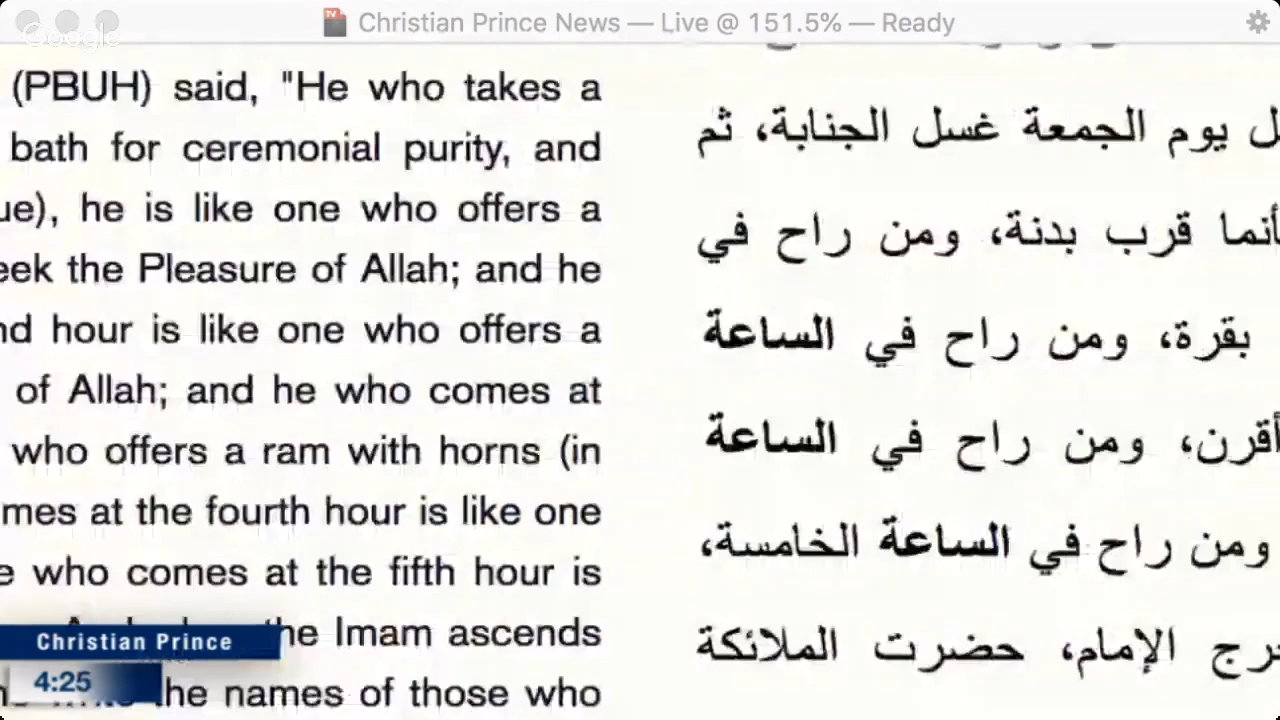 Christian Prince News — Live @ 151.5% — Ready
Google
(PBUH) said, "He who takes a
bath for ceremonial purity, and
ue), he is like one who offers a
eek the Pleasure of Allah; and he
nd hour is like one who offers a
of Allah; and he who comes at
who offers a ram with horns (in
mes at the fourth hour is like one
e who comes at the fifth hour is
the Imam ascends
the names of those who
ل يوم الجمعة غسل الجنابة، ثم
أنما قرب بدنة، ومن راح في
بقرة، ومن راح في الساعة
أقرن، ومن راح في الساعة
ومن راح في الساعة الخامسة،
رج الإمام، حضرت الملائكة
Christian Prince
4:25